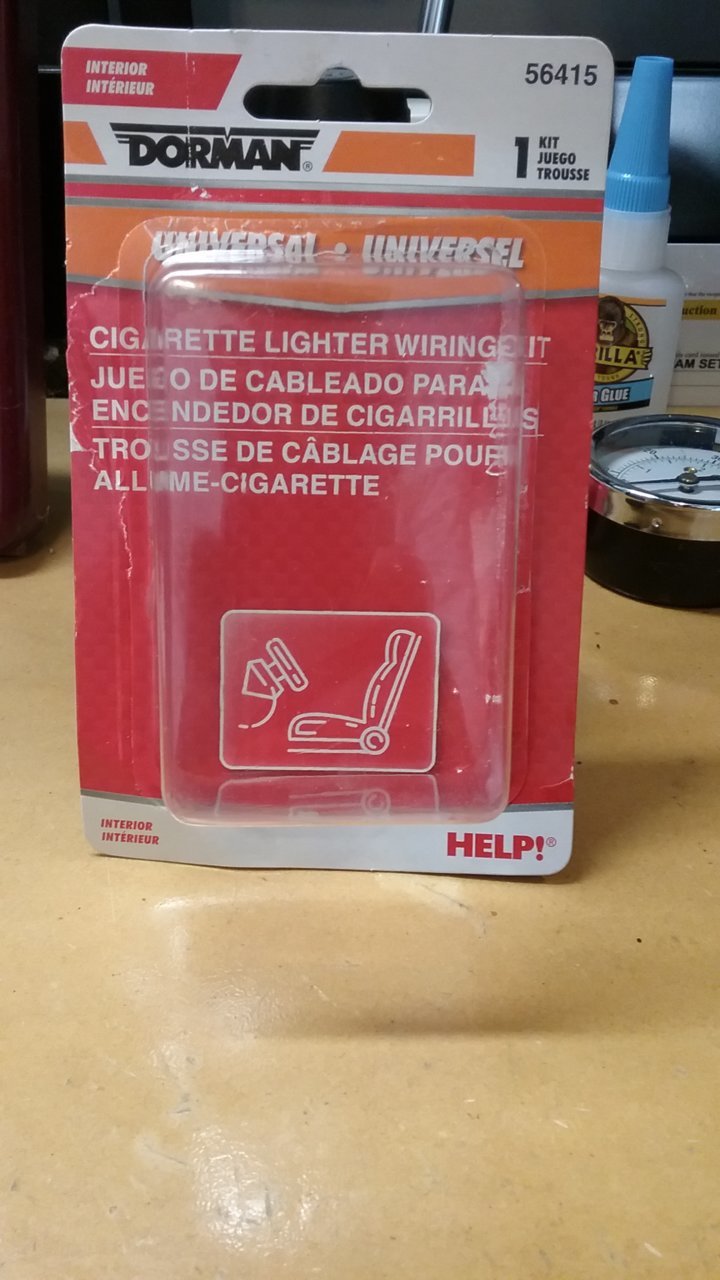 INTERIOR
INTÉRIEUR
56415
DORMAN®
1 KIT
JUEGO
TROUSSE
UNIVERSAL • UNIVERSEL
CIGARETTE LIGHTER WIRING KIT
JUEGO DE CABLEADO PARA
ENCENDEDOR DE CIGARRILLOS
TROUSSE DE CÂBLAGE POUR
ALLUME-CIGARETTE
INTERIOR
INTÉRIEUR
HELP!®
GLUE